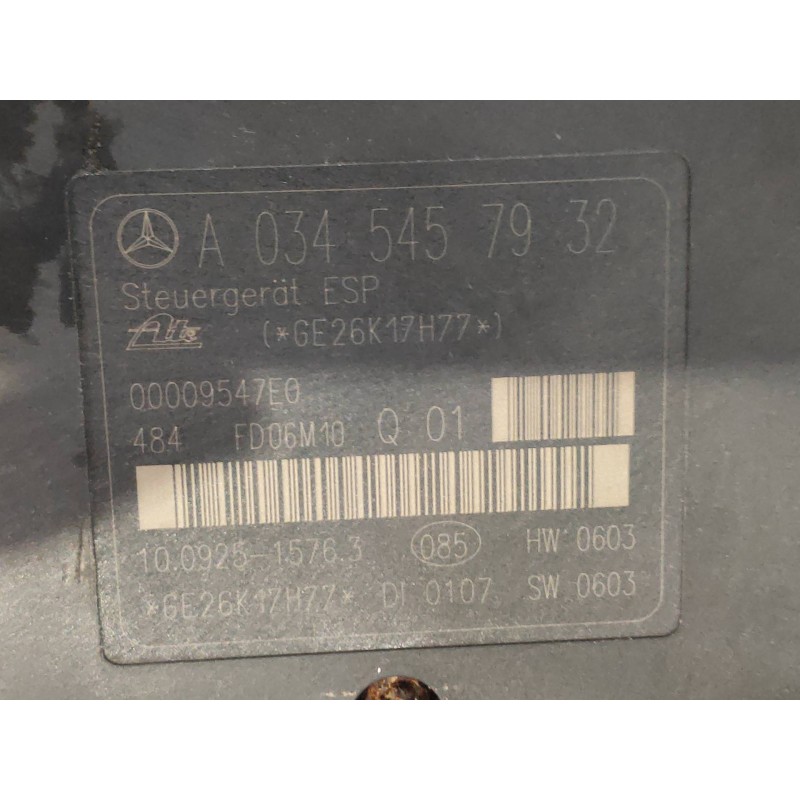 A 034 545 79 32
Steuergerät ESP
Ate (*GE26K17H77*)
00009547E0
484 FD06M10 Q 01
10.0925-1576.3 085 HW 0603
*GE26K17H77* DI 0107 SW 0603